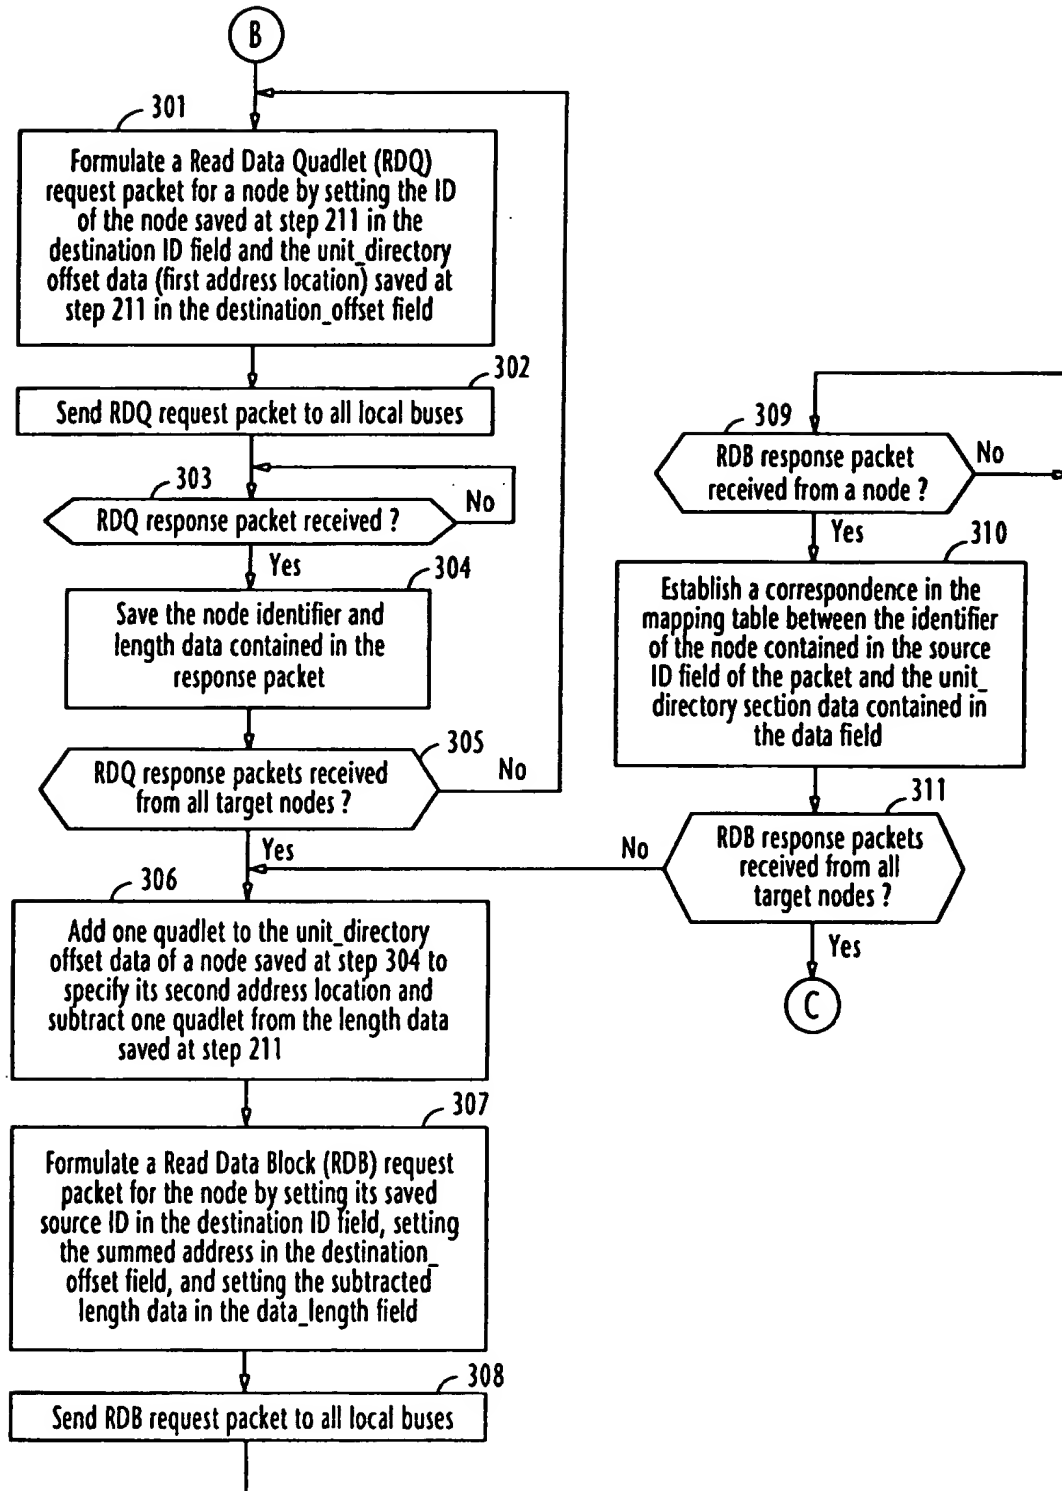 B
301
Formulate a Read Data Quadlet (RDQ)
request packet for a node by setting the ID
of the node saved at step 211 in the
destination ID field and the unit_directory
offset data (first address location) saved at
step 211 in the destination_offset field
302
Send RDQ request packet to all local buses
303
RDQ response packet received ?
No
Yes
304
Save the node identifier and
length data contained in the
response packet
305
RDQ response packets received
from all target nodes ?
No
Yes
306
Add one quadlet to the unit_directory
offset data of a node saved at step 304 to
specify its second address location and
subtract one quadlet from the length data
saved at step 211
307
Formulate a Read Data Block (RDB) request
packet for the node by setting its saved
source ID in the destination ID field, setting
the summed address in the destination_
offset field, and setting the subtracted
length data in the data_length field
308
Send RDB request packet to all local buses
309
RDB response packet
received from a node ?
No
Yes
310
Establish a correspondence in the
mapping table between the identifier
of the node contained in the source
ID field of the packet and the unit_
directory section data contained in
the data field
311
RDB response packets
received from all
target nodes ?
No
Yes
C